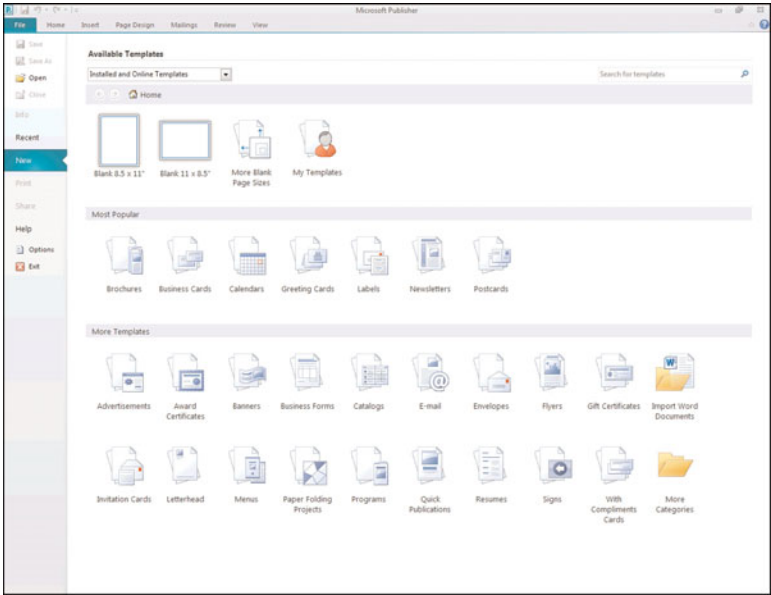 Microsoft Publisher
File Home Insert Page Design Mailings Review View
Save
Save As
Open
Close
Info
Recent
New
Print
Share
Help
Options
Exit
Available Templates
Installed and Online Templates
Search for templates
Home
Blank 8.5 x 11"
Blank 11 x 8.5"
More Blank
Page Sizes
My Templates
Most Popular
Brochures
Business Cards
Calendars
Greeting Cards
Labels
Newsletters
Postcards
More Templates
Advertisements
Award
Certificates
Banners
Business Forms
Catalogs
E-mail
Envelopes
Flyers
Gift Certificates
Import Word
Documents
Invitation Cards
Letterhead
Menus
Paper Folding
Projects
Programs
Quick
Publications
Resumes
Signs
With
Compliments
Cards
More
Categories